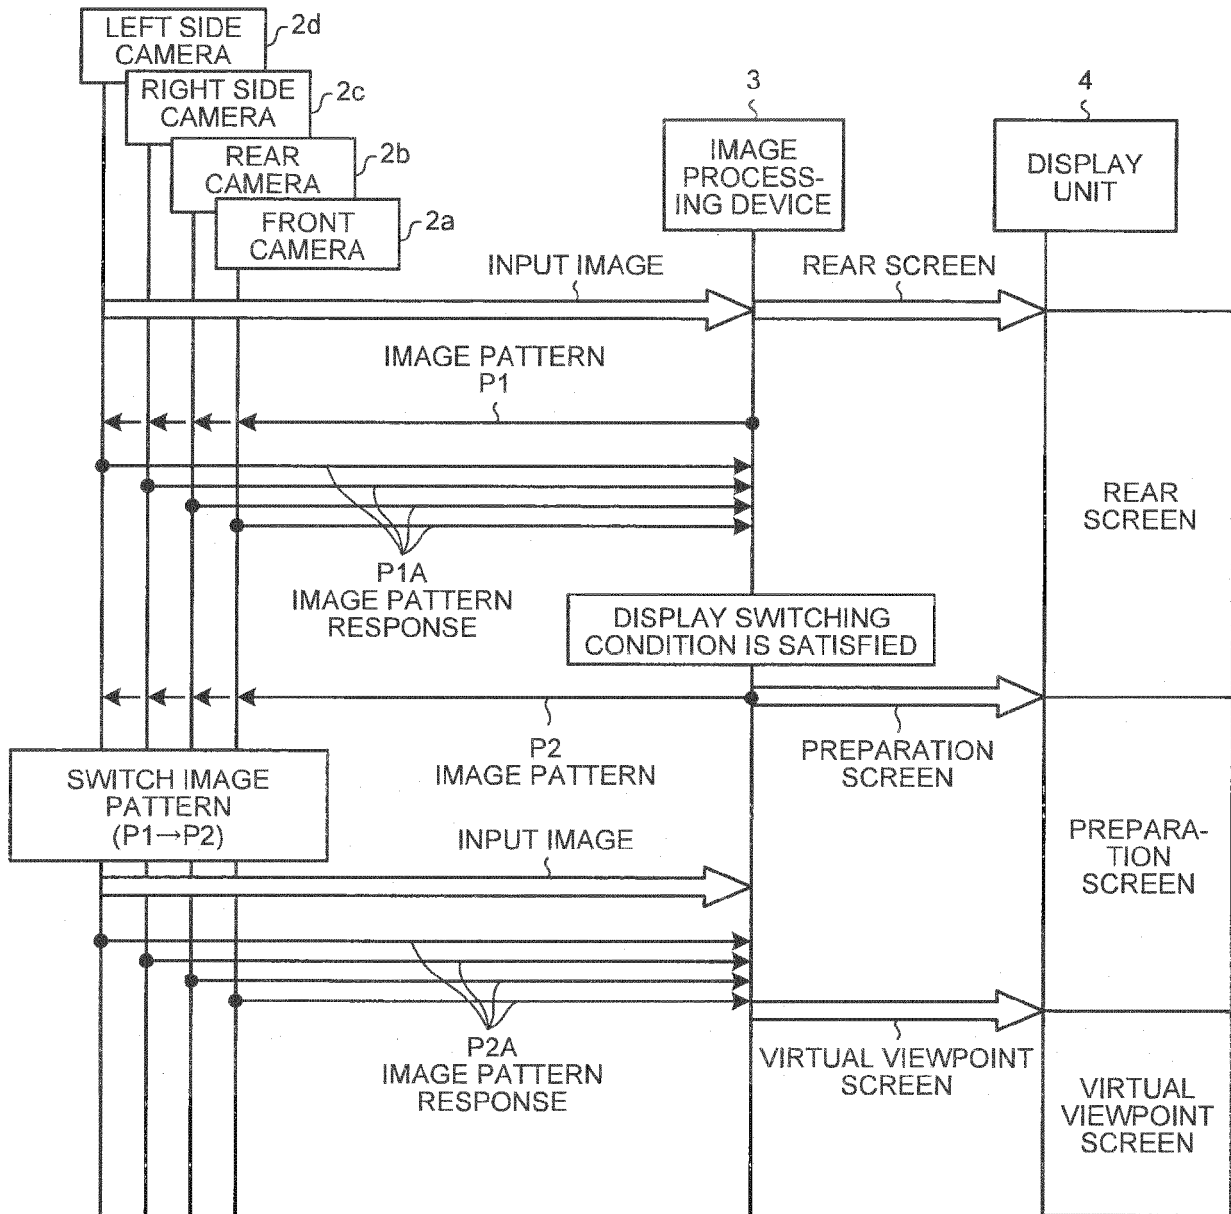 LEFT SIDE
CAMERA
2d
RIGHT SIDE
CAMERA
2c
REAR
CAMERA
2b
FRONT
CAMERA
2a
3
IMAGE
PROCESS-
ING DEVICE
4
DISPLAY
UNIT
INPUT IMAGE
REAR SCREEN
IMAGE PATTERN
P1
P1A
IMAGE PATTERN
RESPONSE
REAR
SCREEN
DISPLAY SWITCHING
CONDITION IS SATISFIED
P2
IMAGE PATTERN
PREPARATION
SCREEN
SWITCH IMAGE
PATTERN
(P1→P2)
INPUT IMAGE
PREPARA-
TION
SCREEN
P2A
IMAGE PATTERN
RESPONSE
VIRTUAL VIEWPOINT
SCREEN
VIRTUAL
VIEWPOINT
SCREEN